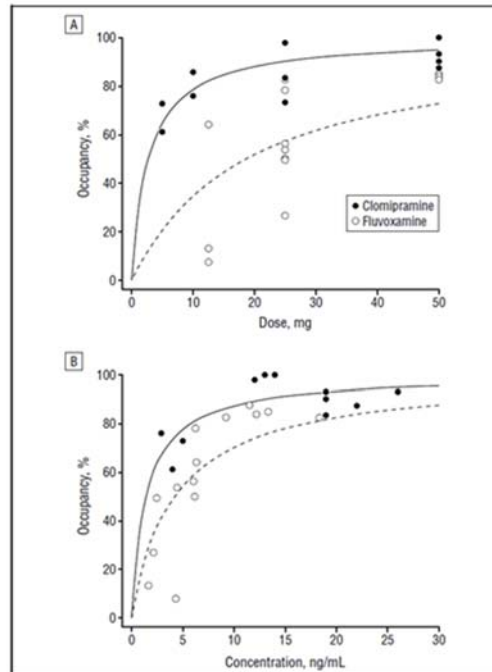 A
100
80
60
40
20
0
Occupancy, %
● Clomipramine
○ Fluvoxamine
0 10 20 30 40 50
Dose, mg
B
100
80
60
40
20
0
Occupancy, %
0 5 10 15 20 25 30
Concentration, ng/mL